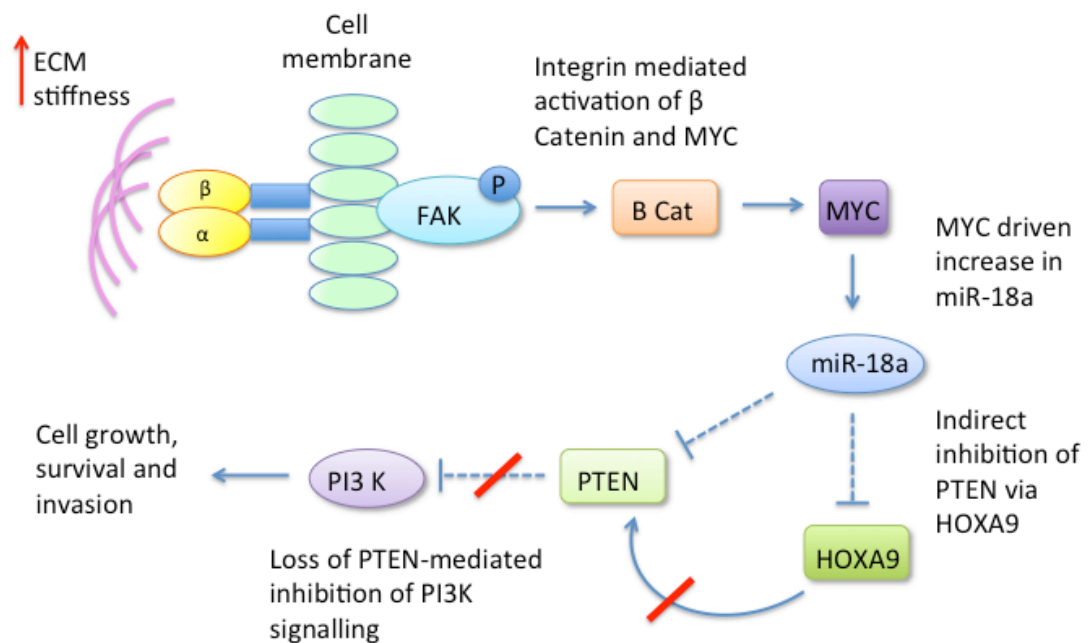 ECM
stiffness
Cell
membrane
Integrin mediated
activation of β
Catenin and MYC
β
α
FAK
P
B Cat
MYC
MYC driven
increase in
miR-18a
miR-18a
Indirect
inhibition of
PTEN via
HOXA9
HOXA9
PTEN
PI3 K
Cell growth,
survival and
invasion
Loss of PTEN-mediated
inhibition of PI3K
signalling